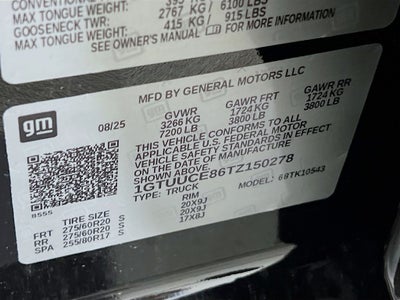 MAX TONGUE WEIGHT: 2767 KG/ 6100 LBS
GOOSENECK TWR: 415 KG/ 915 LBS
MAX TONGUE WEIGHT:
SEE OWNER'S MANUAL
gm
MFD BY GENERAL MOTORS LLC
08/25 GVWR GAWR FRT GAWR RR
3266 KG 1724 KG 1724 KG
7200 LB 3800 LB 3800 LB
THIS VEHICLE CONFORMS TO ALL
APPLICABLE U.S. FEDERAL MOTOR
VEHICLE SAFETY STANDARDS IN EFFECT
ON THE DATE OF MANUFACTURE
SHOWN ABOVE.
1GTUUCE86TZ150278
TYPE: TRUCK MODEL: 6BTK10543
8555
TIRE SIZE RIM
FRT 275/60R20 S 20X9J
RR 275/60R20 S 20X9J
SPA 255/80R17 S 17X8J